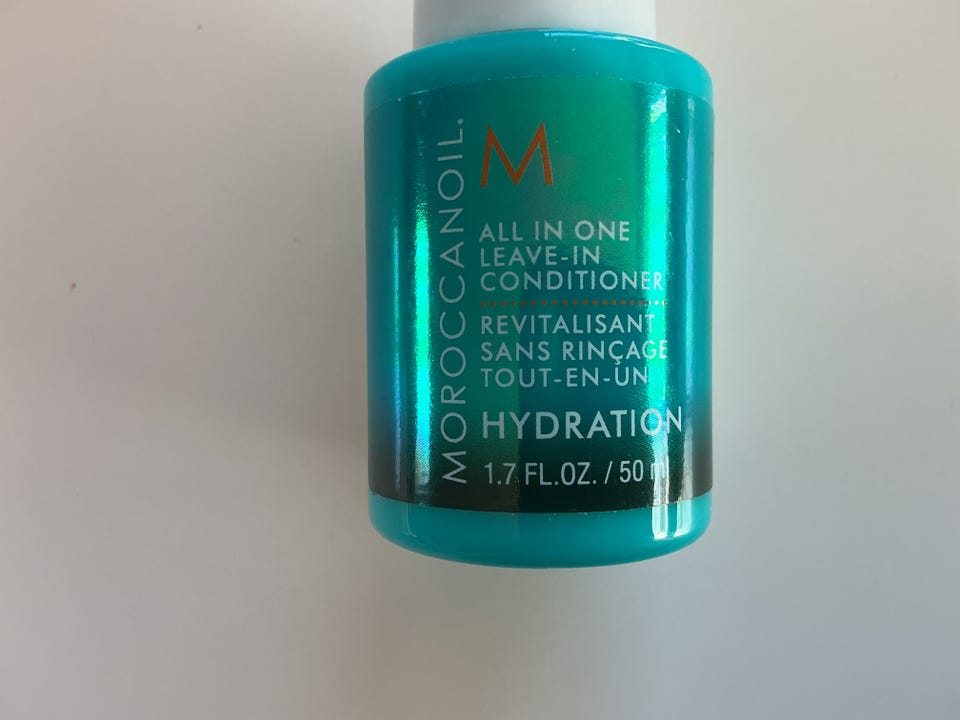 MOROCCANOIL.
M
ALL IN ONE
LEAVE-IN
CONDITIONER
REVITALISANT
SANS RINÇAGE
TOUT-EN-UN
HYDRATION
1.7 FL.OZ. / 50 ml